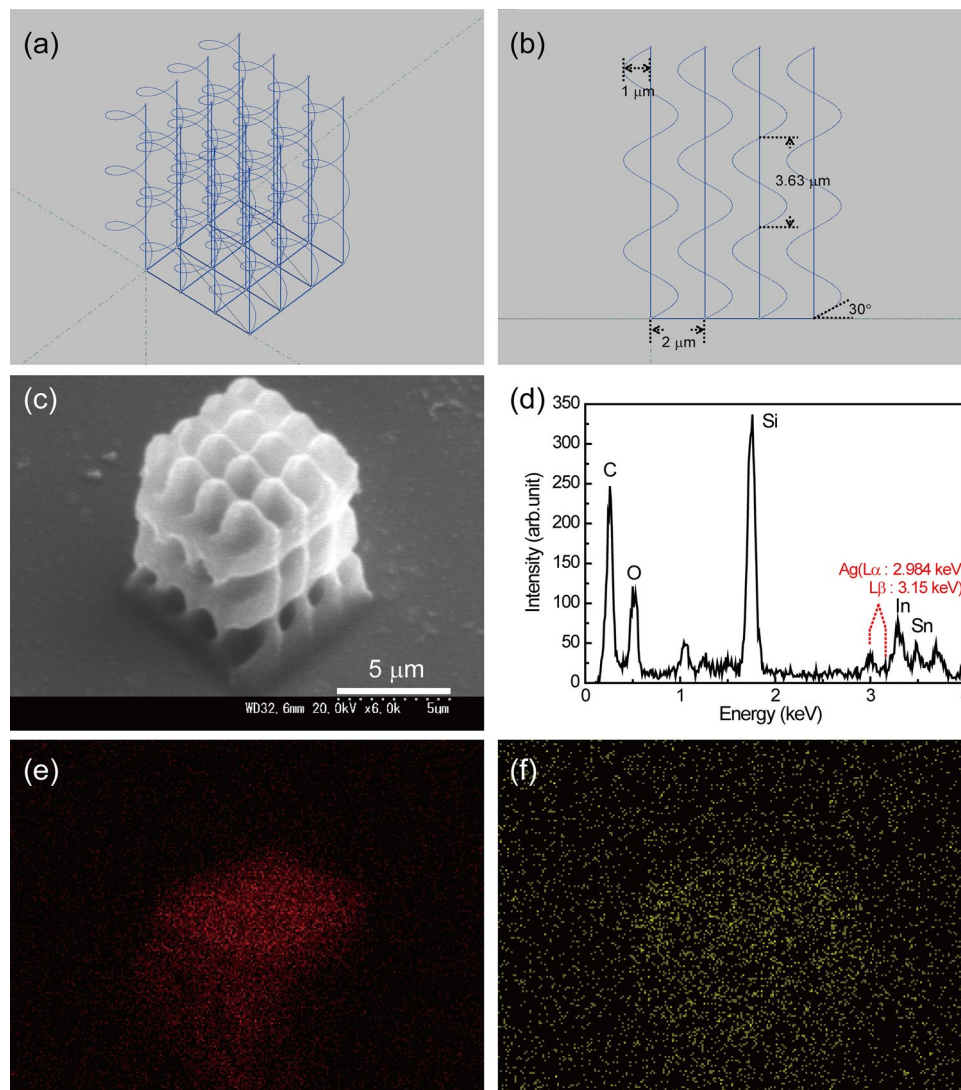 (a)
(b)
1 μm
3.63 μm
30°
2 μm
(c)
5 μm
WD32.6mm 20.0kV x6.0k 5um
(d)
350
300
250
200
150
100
50
0
1
2
3
Intensity (arb.unit)
Energy (keV)
C
O
Si
Ag(Lα : 2.984 keV
Lβ : 3.15 keV)
In
Sn
(e)
(f)